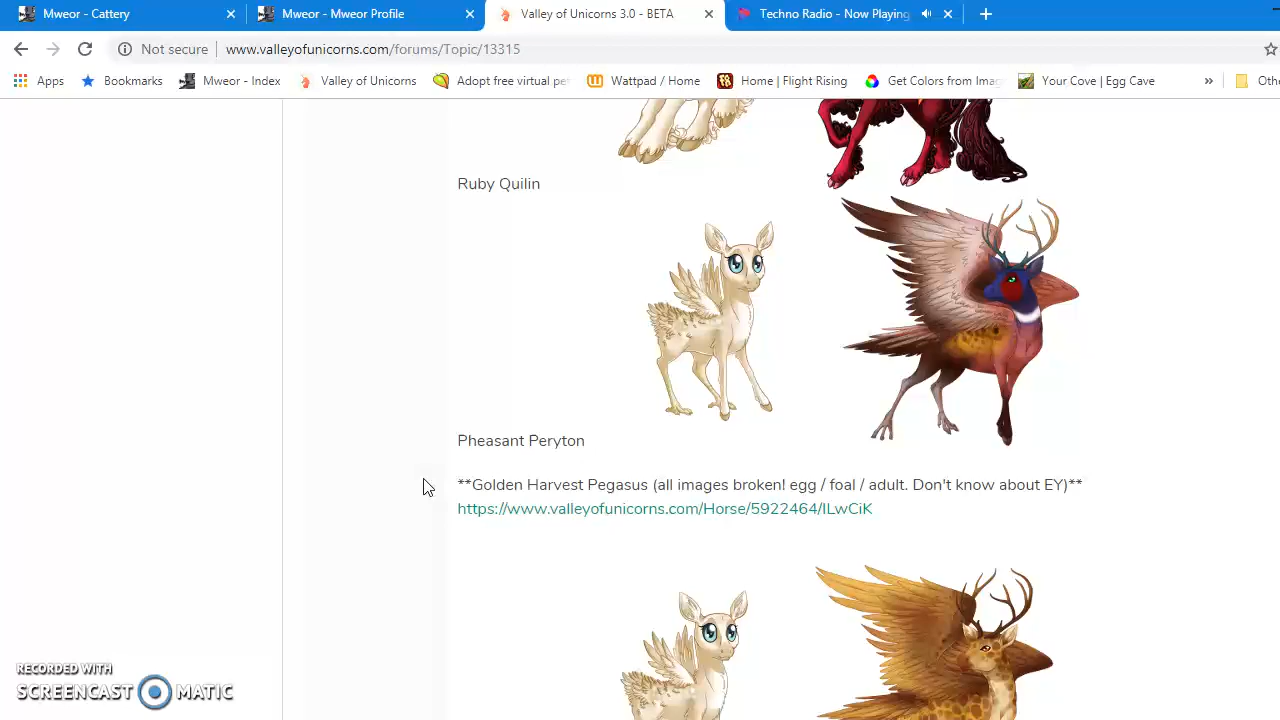 Mweor - Cattery
Mweor - Mweor Profile
Valley of Unicorns 3.0 - BETA
Techno Radio - Now Playing
Not secure
www.valleyofunicorns.com/forums/Topic/13315
Apps
Bookmarks
Mweor - Index
Valley of Unicorns
Adopt free virtual pe
Wattpad / Home
Home | Flight Rising
Get Colors from Imag
Your Cove | Egg Cave
»
Othe
Ruby Quilin
Pheasant Peryton
**Golden Harvest Pegasus (all images broken! egg / foal / adult. Don't know about EY)**
https://www.valleyofunicorns.com/Horse/5922464/ILwCiK
RECORDED WITH
SCREENCAST MATIC